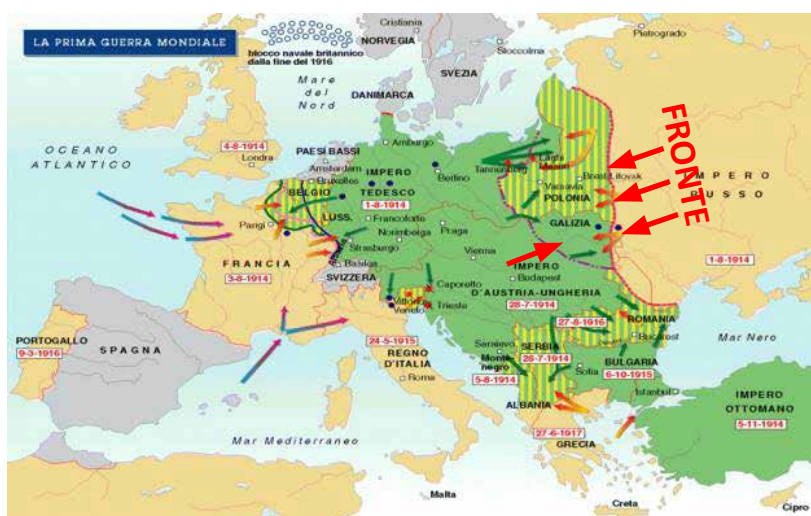 LA PRIMA GUERRA MONDIALE
blocco navale britannico
dalla fine del 1916
Cristiania
NORVEGIA
SVEZIA
Stoccolma
Pietrogrado
Mare
del
Nord
DANIMARCA
OCEANO
ATLANTICO
4-8-1914
Londra
PAESI BASSI
Amsterdam
Bruxelles
BELGIO
LUSS.
Amburgo
IMPERO
TEDESCO
1-8-1914
Berlino
Francoforte
Norimberga
Praga
Tannenberg
Laghi
Masuri
Varsavia
Brest-Litovsk
POLONIA
GALIZIA
FRONTE
IMPERO
RUSSO
1-8-1914
Parigi
Strasburgo
Basilea
FRANCIA
3-8-1914
SVIZZERA
Vienna
Budapest
IMPERO
D'AUSTRIA-UNGHERIA
28-7-1914
Caporetto
Vittorio
Veneto
Trieste
27-8-1916
ROMANIA
Bucarest
Mar Nero
PORTOGALLO
9-3-1916
SPAGNA
24-5-1915
REGNO
D'ITALIA
Roma
Sarajevo
SERBIA
28-7-1914
Monte-
negro
5-8-1914
Sofia
BULGARIA
6-10-1915
Istanbul
ALBANIA
27-6-1917
GRECIA
IMPERO
OTTOMANO
5-11-1914
Mar Mediterraneo
Malta
Creta
Cipro